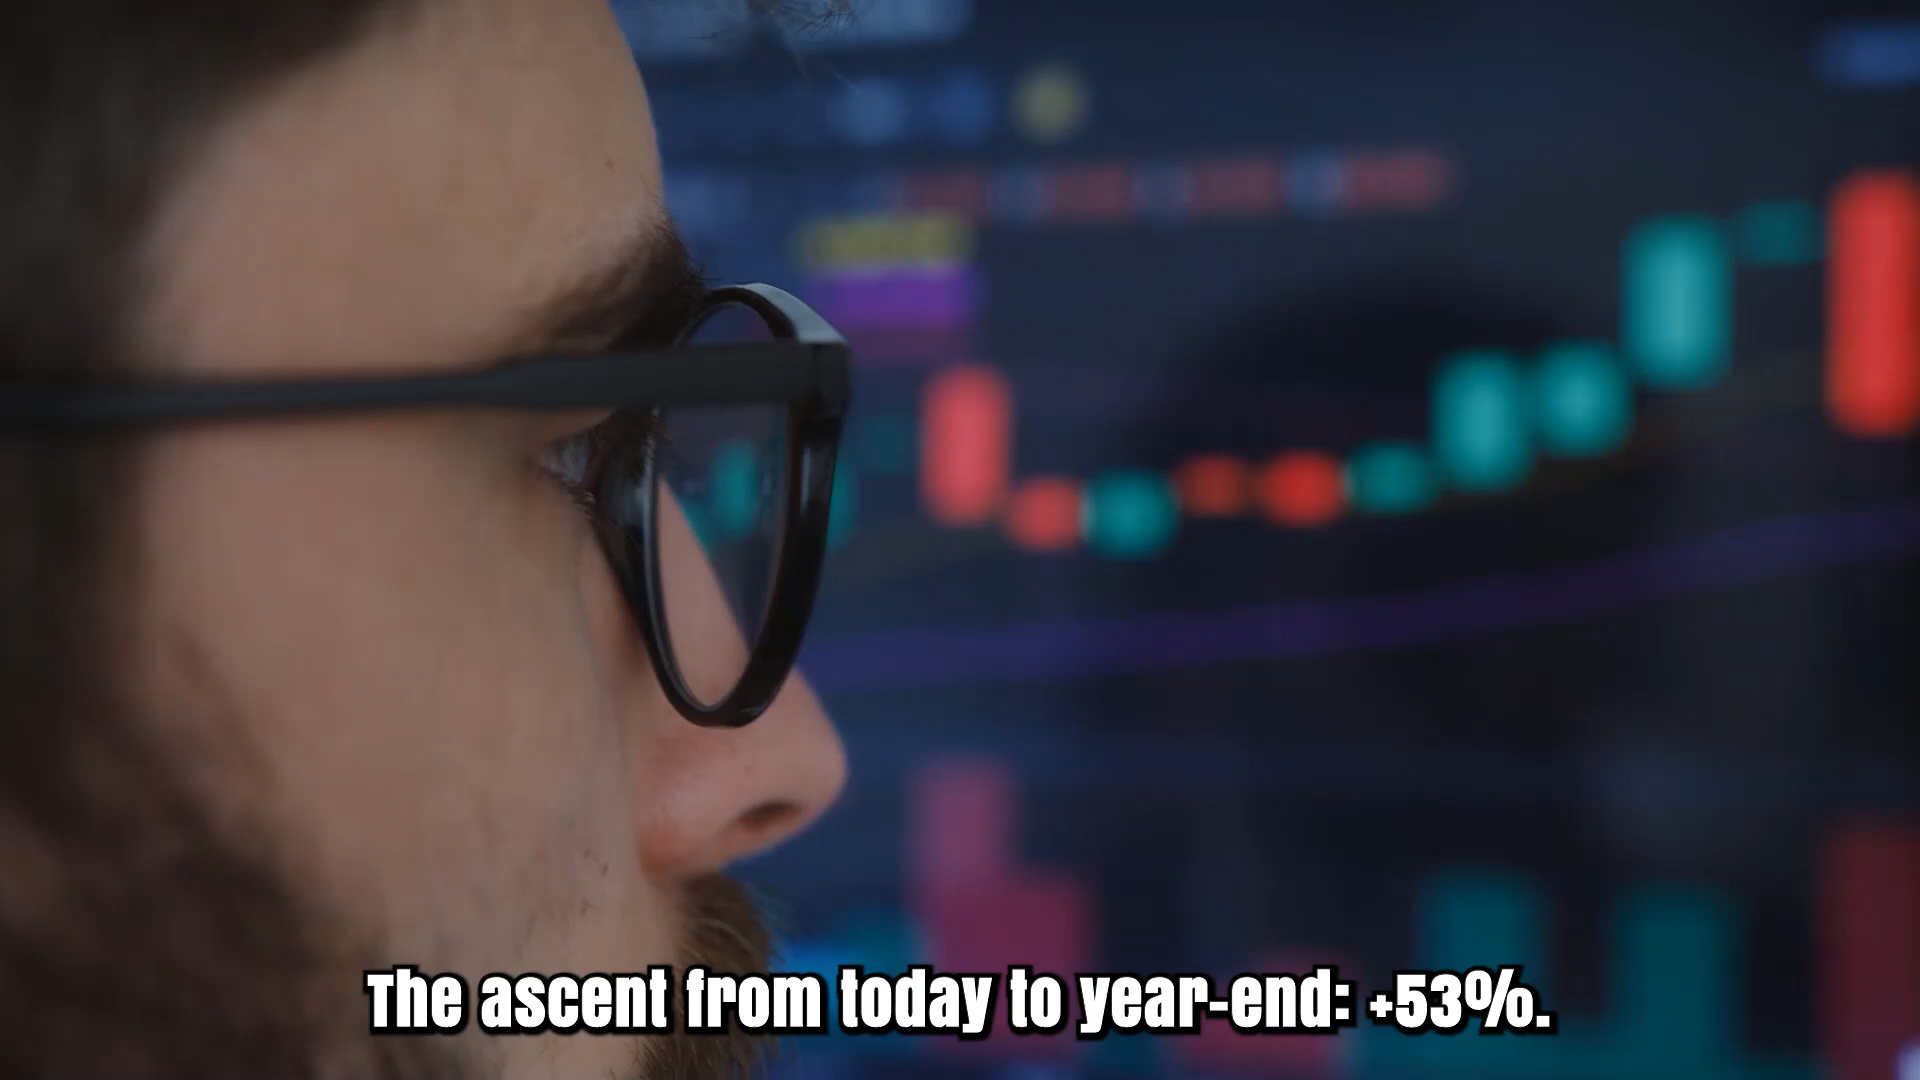 The ascent from today to year-end: +53%.